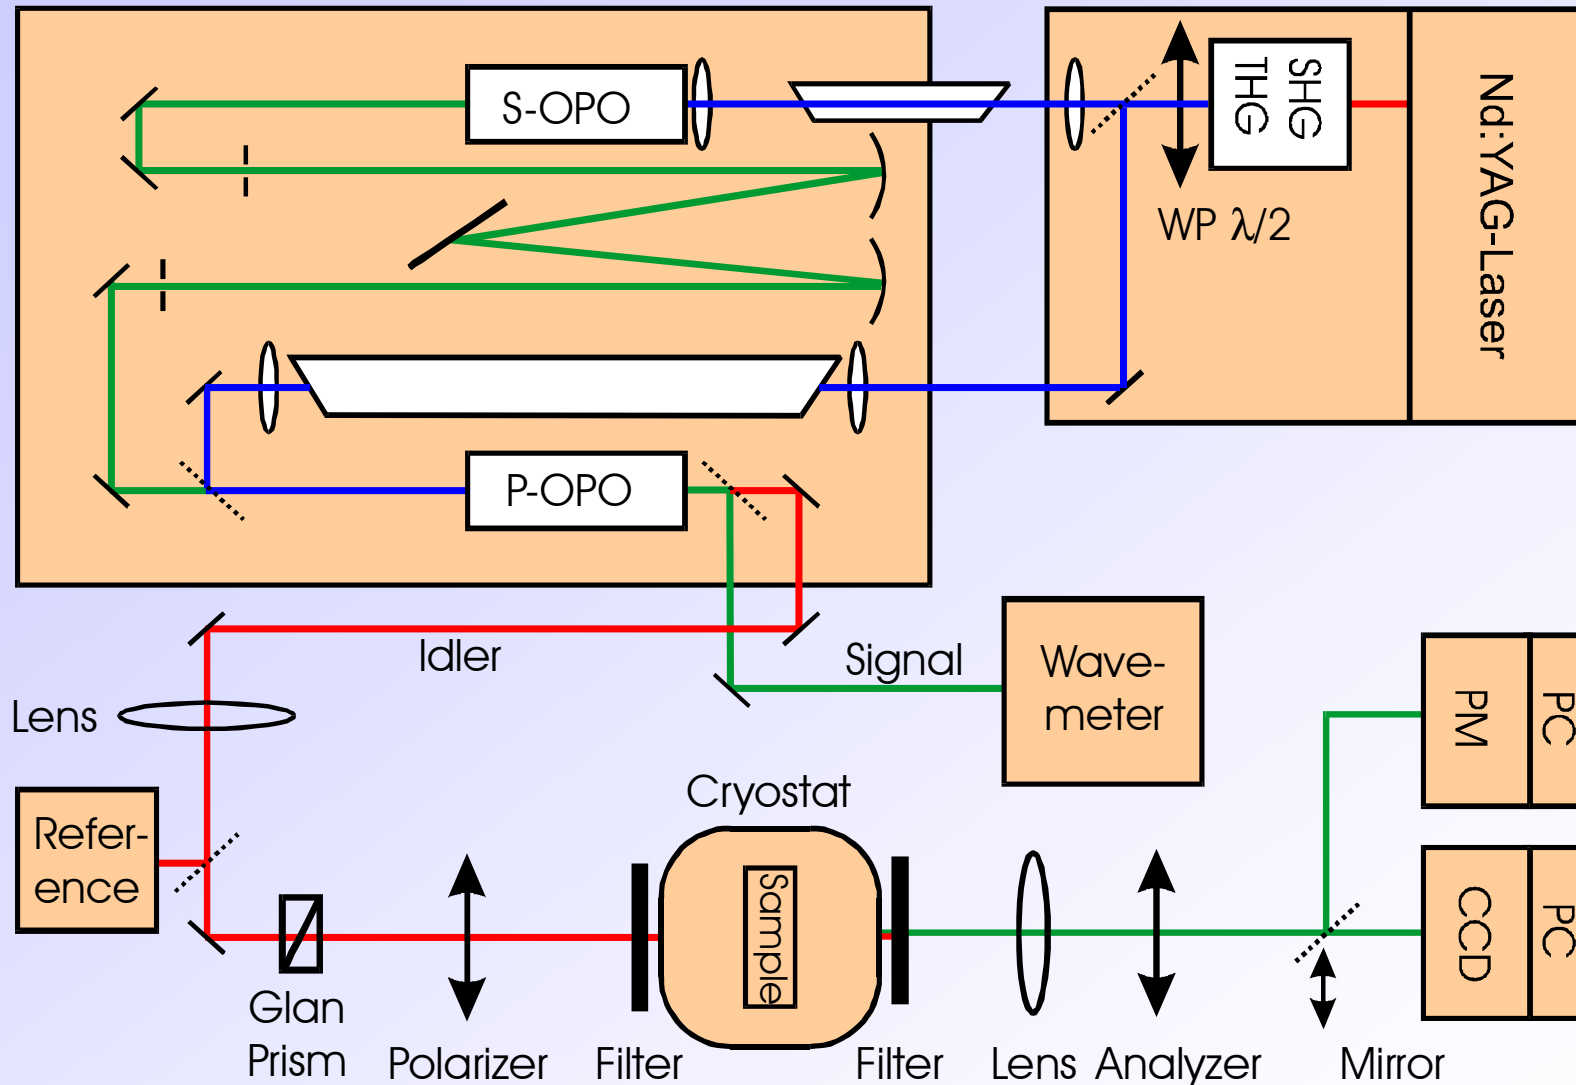 S-OPO
SHG
THG
Nd:YAG-Laser
WP λ/2
P-OPO
Idler
Signal
Wave-
meter
Lens
Refer-
ence
Cryostat
Sample
PM
PC
CCD
PC
Glan
Prism
Polarizer
Filter
Filter
Lens
Analyzer
Mirror